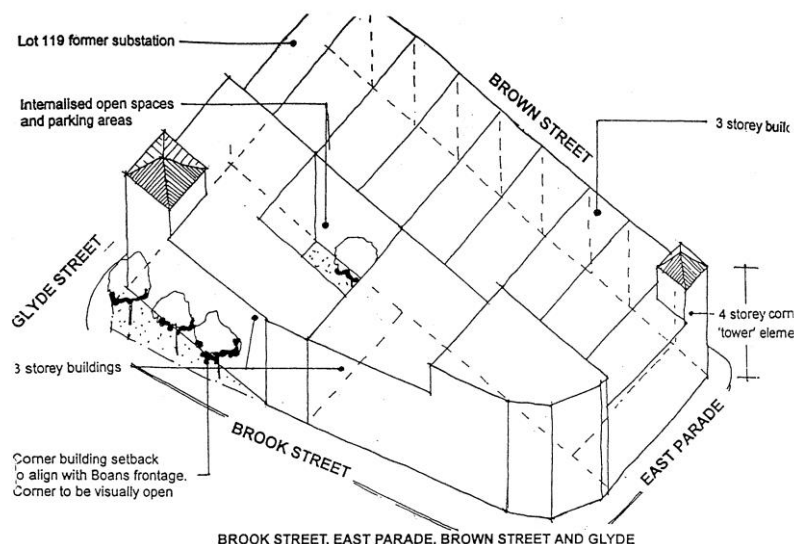 Lot 119 former substation
Internalised open spaces
and parking areas
BROWN STREET
3 storey build
GLYDE STREET
4 storey corn
'tower' eleme
3 storey buildings
BROOK STREET
EAST PARADE
Corner building setback
to align with Boans frontage.
Corner to be visually open
BROOK STREET, EAST PARADE, BROWN STREET AND GLYDE